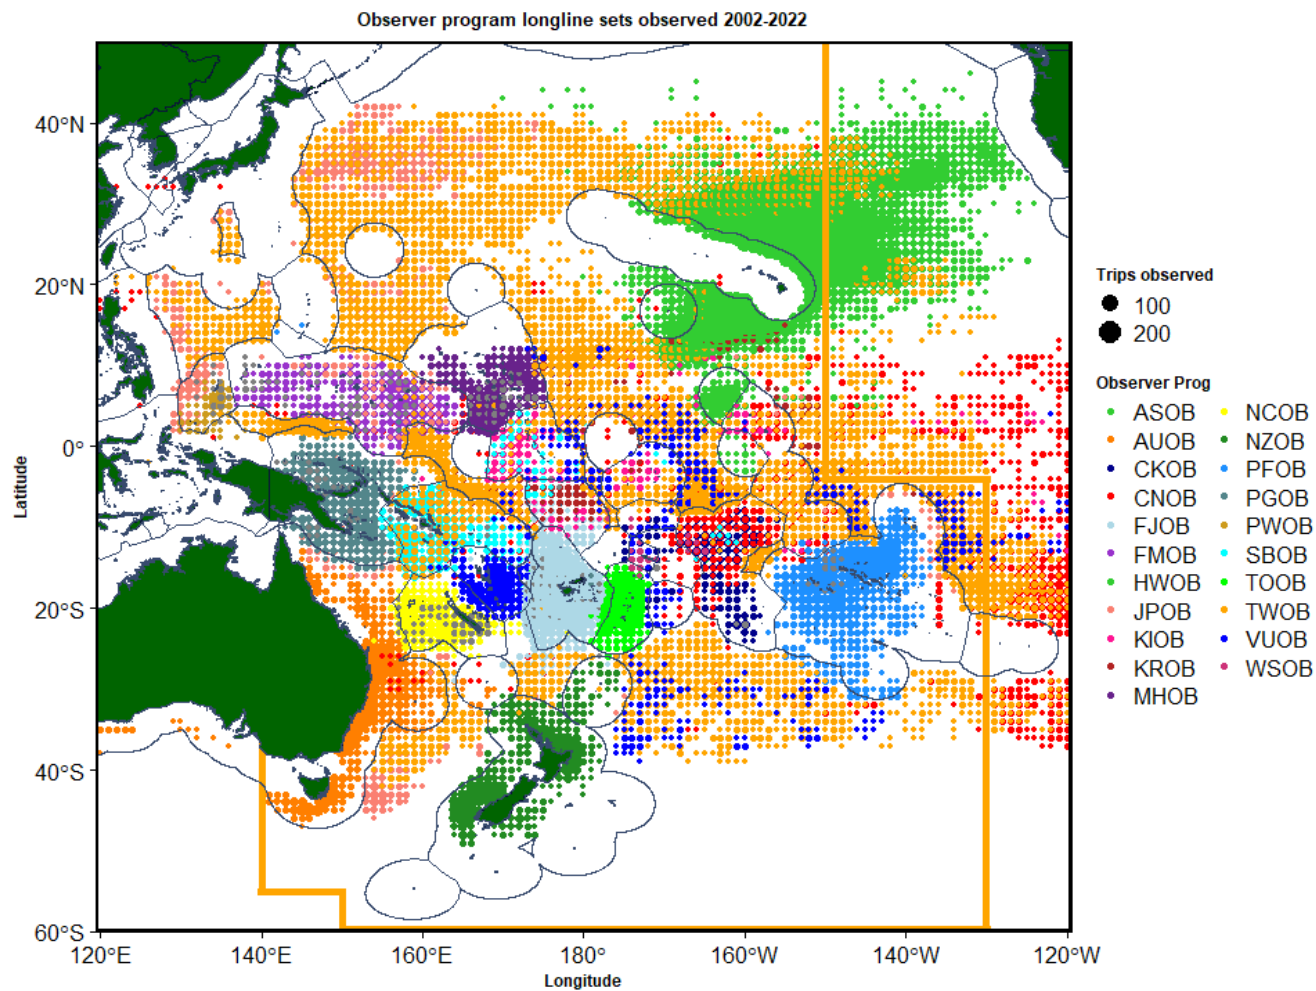 Observer program longline sets observed 2002-2022
40°N
20°N
0°
20°S
40°S
60°S
Latitude
120°E
140°E
160°E
180°
160°W
140°W
120°W
Longitude
Trips observed
100
200
Observer Prog
ASOB
AUOB
CKOB
CNOB
FJOB
FMOB
HWOB
JPOB
KIOB
KROB
MHOB
NCOB
NZOB
PFOB
PGOB
PWOB
SBOB
TOOB
TWOB
VUOB
WSOB